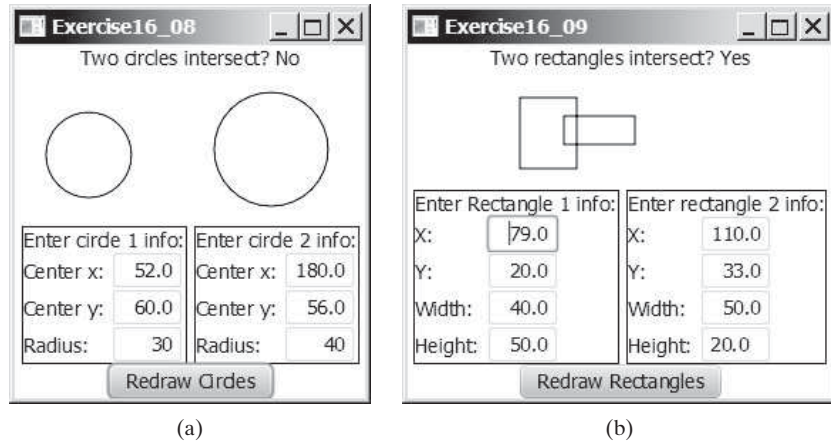 Exercise16_08
Two circles intersect? No
Enter circle 1 info:
Center x: 52.0
Center y: 60.0
Radius: 30
Enter circle 2 info:
Center x: 180.0
Center y: 56.0
Radius: 40
Redraw Circles
(a)
Exercise16_09
Two rectangles intersect? Yes
Enter Rectangle 1 info:
X: 79.0
Y: 20.0
Width: 40.0
Height: 50.0
Enter rectangle 2 info:
X: 110.0
Y: 33.0
Width: 50.0
Height: 20.0
Redraw Rectangles
(b)